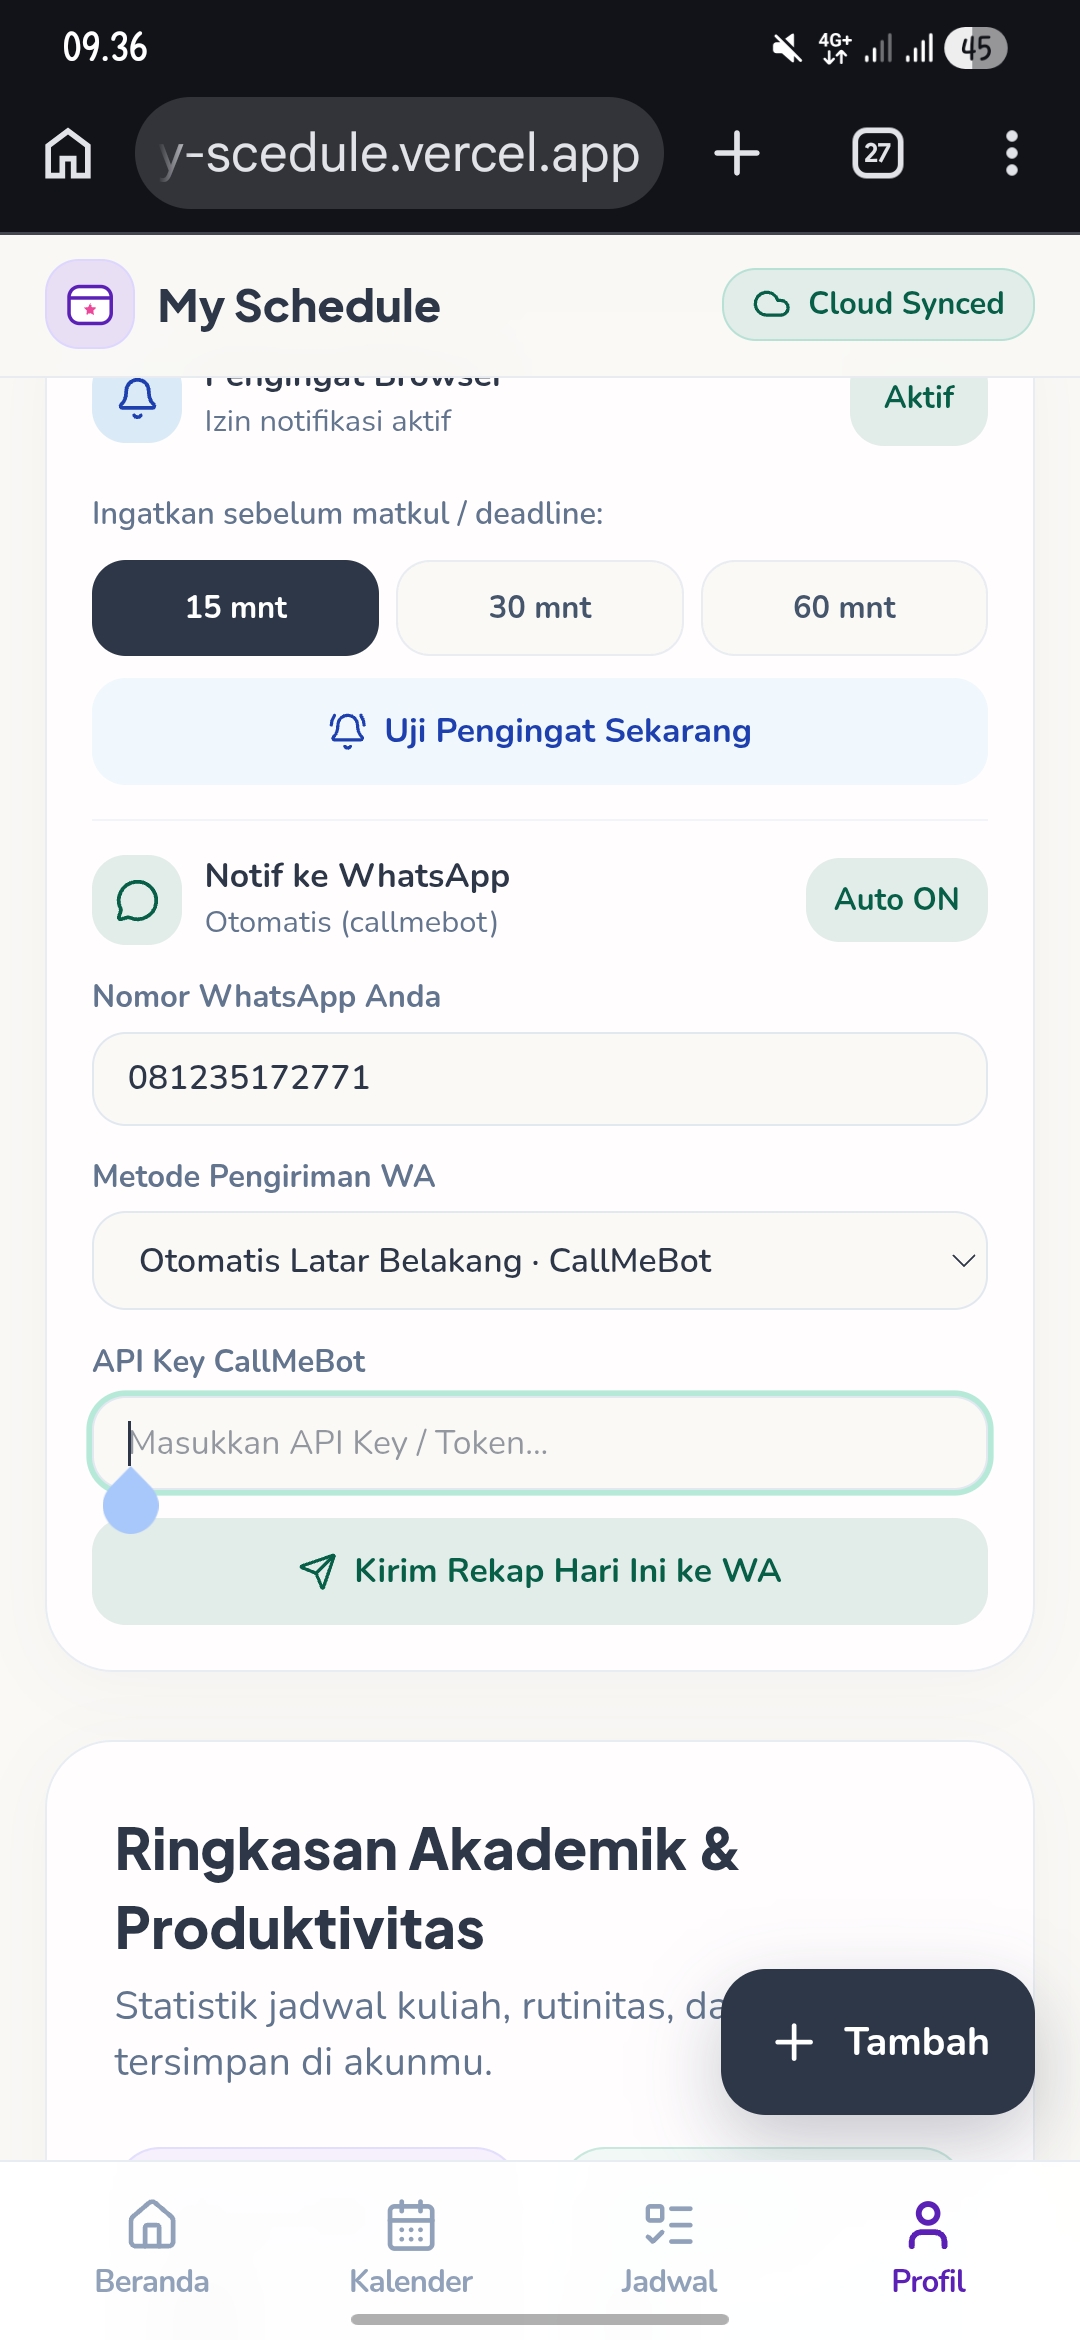 09.36
4G+
45
y-scedule.vercel.app
27
My Schedule
Cloud Synced
Pengingat Browser
Izin notifikasi aktif
Aktif
Ingatkan sebelum matkul / deadline:
15 mnt
30 mnt
60 mnt
Uji Pengingat Sekarang
Notif ke WhatsApp
Otomatis (callmebot)
Auto ON
Nomor WhatsApp Anda
081235172771
Metode Pengiriman WA
Otomatis Latar Belakang · CallMeBot
API Key CallMeBot
Masukkan API Key / Token...
Kirim Rekap Hari Ini ke WA
Ringkasan Akademik &
Produktivitas
Statistik jadwal kuliah, rutinitas, da
tersimpan di akunmu.
Tambah
Beranda
Kalender
Jadwal
Profil